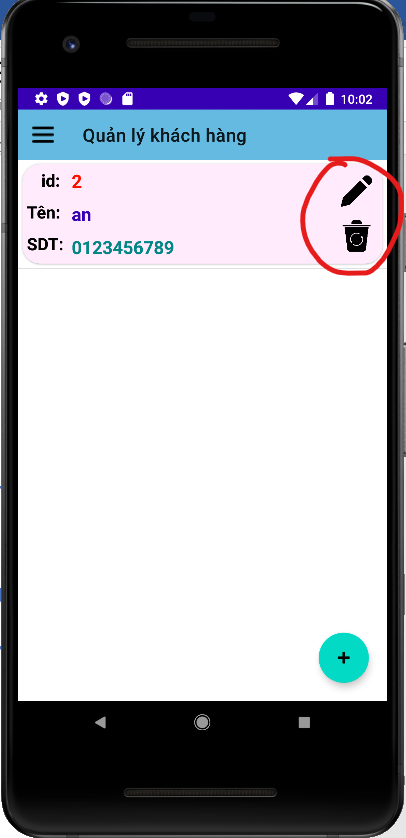 10:02
Quản lý khách hàng
id: 2
Tên: an
SDT: 0123456789
+